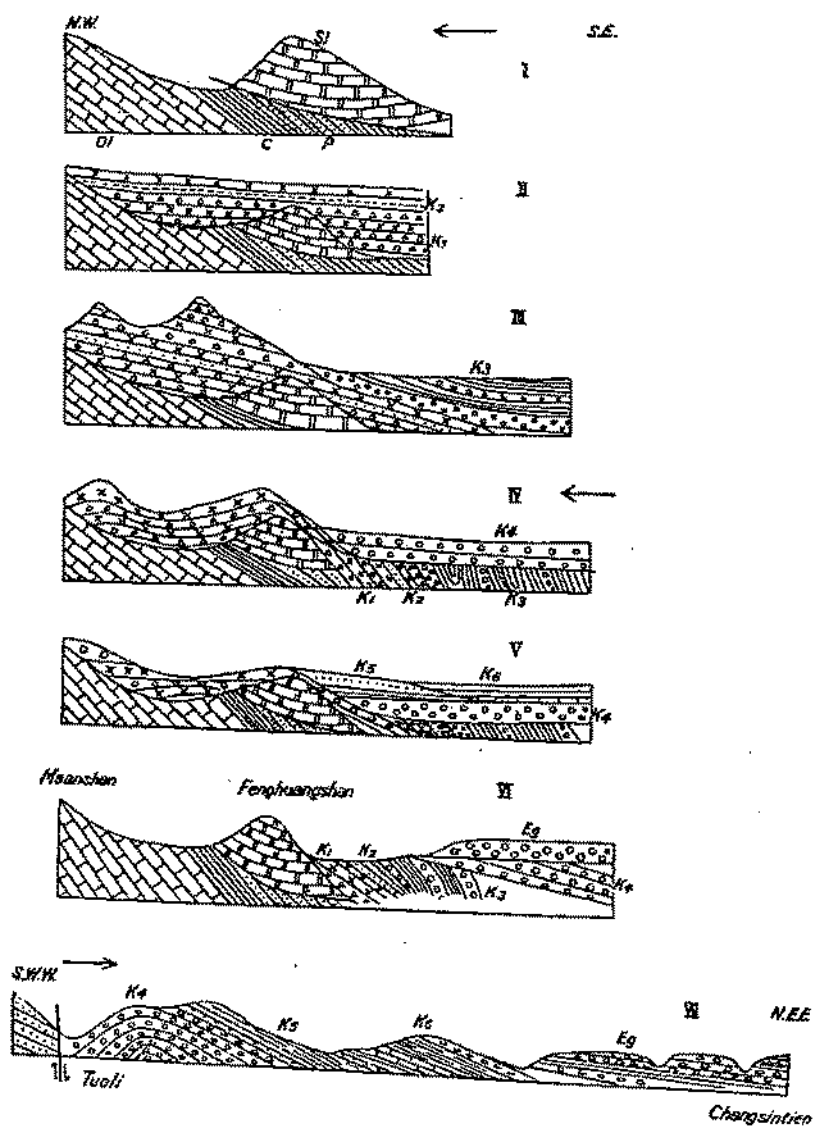 N.W. S.E.
Sl
I
Ol C P
II
K2
K1
III
K3
IV
K4
K1 K2 K3
V
K5 K6
K4
Maanshan Fenghuangshan VI
Eg
K1 K2
K3 K4
S.W.W. VII N.E.E
K4
K5 K6 Eg
Tuoli
Changsintien